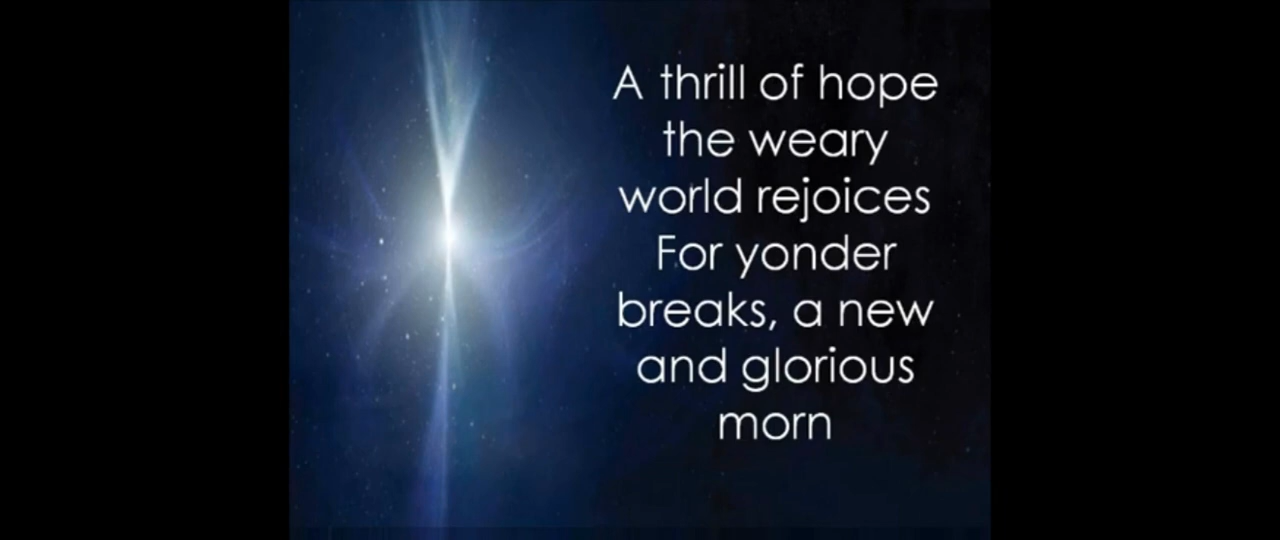 A thrill of hope
the weary
world rejoices
For yonder
breaks, a new
and glorious
morn